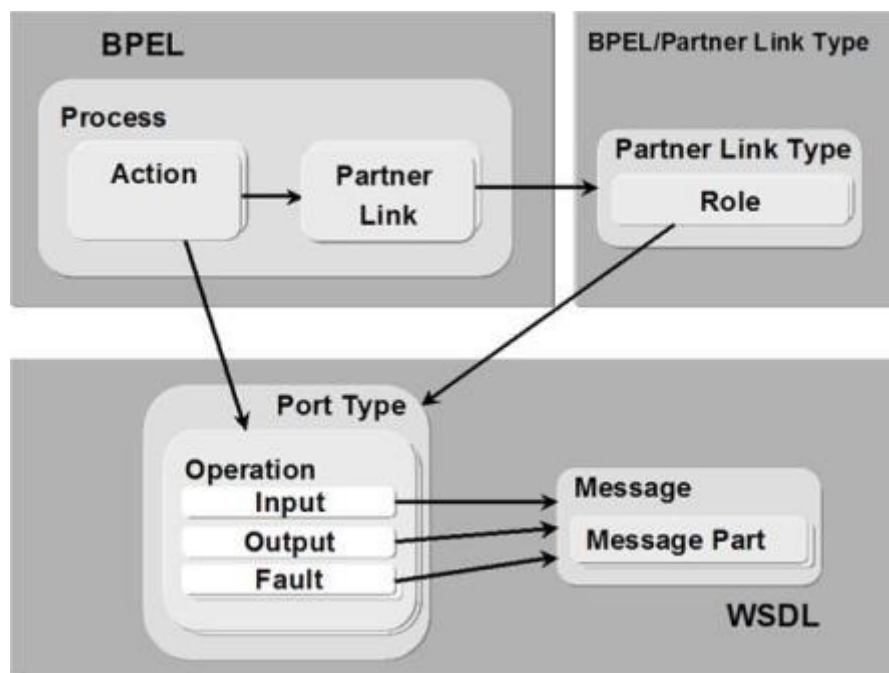 BPEL
BPEL/Partner Link Type
Process
Action
Partner
Link
Partner Link Type
Role
Port Type
Operation
Input
Output
Fault
Message
Message Part
WSDL